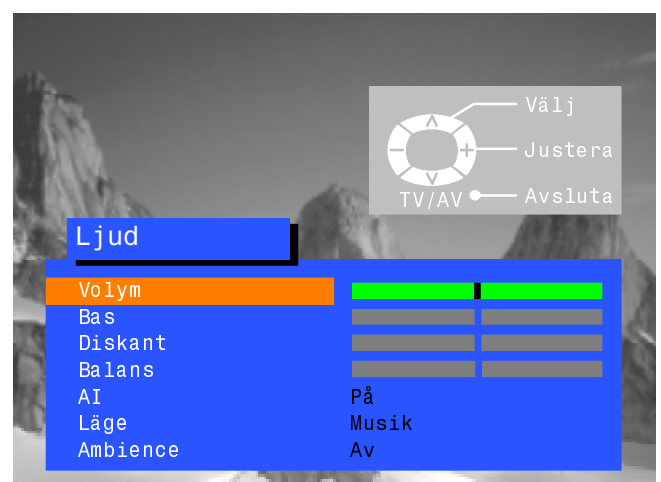 Välj
Justera
TV/AV Avsluta
Ljud
Volym
Bas
Diskant
Balans
AI På
Läge Musik
Ambience Av